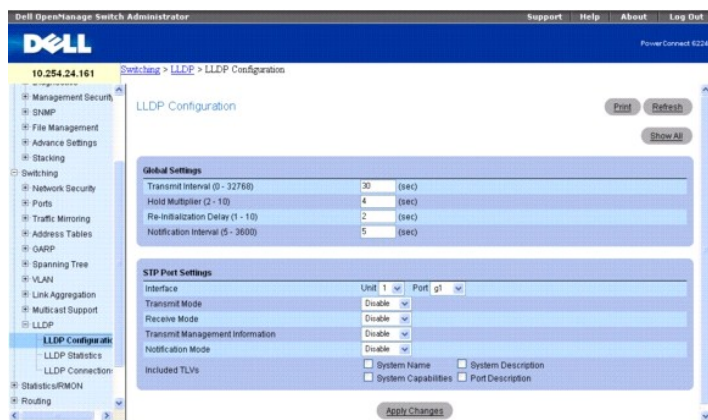 Dell OpenManage Switch Administrator Support Help About Log Out
DELL
PowerConnect 6224
10.254.24.161
Switching > LLDP > LLDP Configuration
Management Security
SNMP
File Management
Advance Settings
Stacking
Switching
Network Security
Ports
Traffic Mirroring
Address Tables
GARP
Spanning Tree
VLAN
Link Aggregation
Multicast Support
LLDP
LLDP Configuratic
LLDP Statistics
LLDP Connection
Statistics/RMON
Routing
LLDP Configuration
Print Refresh
Show All
Global Settings
Transmit Interval (0 - 32768) 30 (sec)
Hold Multiplier (2 - 10) 4 (sec)
Re-Initialization Delay (1 - 10) 2 (sec)
Notification Interval (5 - 3600) 5 (sec)
STP Port Settings
Interface Unit 1 Port g1
Transmit Mode Disable
Receive Mode Disable
Transmit Management Information Disable
Notification Mode Disable
Included TLVs System Name System Description
System Capabilities Port Description
Apply Changes